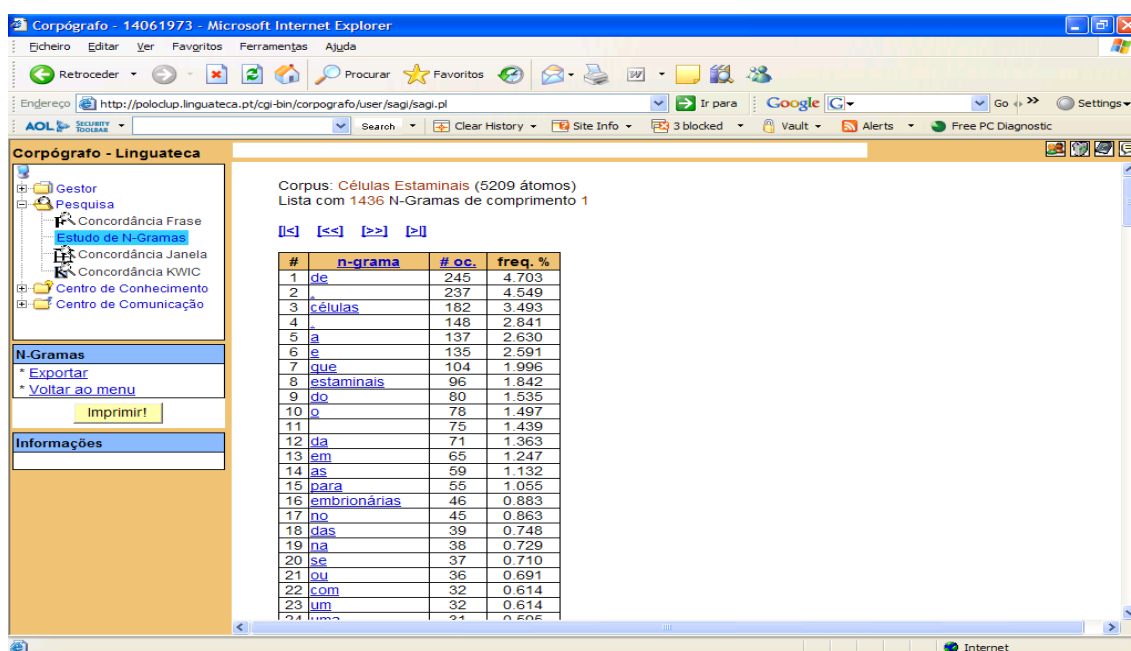 Corpógrafo - 14061973 - Microsoft Internet Explorer
Ficheiro Editar Ver Favoritos Ferramentas Ajuda
Retroceder Procurar Favoritos
Endereço http://poloclup.linguateca.pt/cgi-bin/corpografo/user/sagi/sagi.pl Ir para Google G Go Settings
AOL SECURITY TOOLBAR Search Clear History Site Info 3 blocked Vault Alerts Free PC Diagnostic
Corpógrafo - Linguateca
Gestor
Pesquisa
Concordância Frase
Estudo de N-Gramas
Concordância Janela
Concordância KWIC
Centro de Conhecimento
Centro de Comunicação
N-Gramas
* Exportar
* Voltar ao menu
Imprimir!
Informações
Corpus: Células Estaminais (5209 átomos)
Lista com 1436 N-Gramas de comprimento 1
[|<] [<<] [>>] [>|]
# n-grama # oc. freq. %
1 de 245 4.703
2 237 4.549
3 células 182 3.493
4 148 2.841
5 a 137 2.630
6 e 135 2.591
7 que 104 1.996
8 estaminais 96 1.842
9 do 80 1.535
10 o 78 1.497
11 75 1.439
12 da 71 1.363
13 em 65 1.247
14 as 59 1.132
15 para 55 1.055
16 embrionárias 46 0.883
17 no 45 0.863
18 das 39 0.748
19 na 38 0.729
20 se 37 0.710
21 ou 36 0.691
22 com 32 0.614
23 um 32 0.614
24 uma 31 0.595
Internet